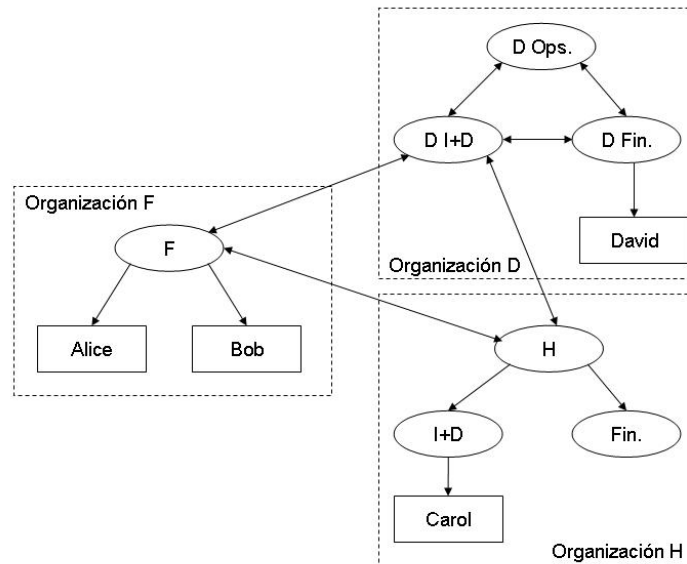 D Ops.
D I+D
D Fin.
David
Organización D
Organización F
F
Alice
Bob
H
I+D
Fin.
Carol
Organización H